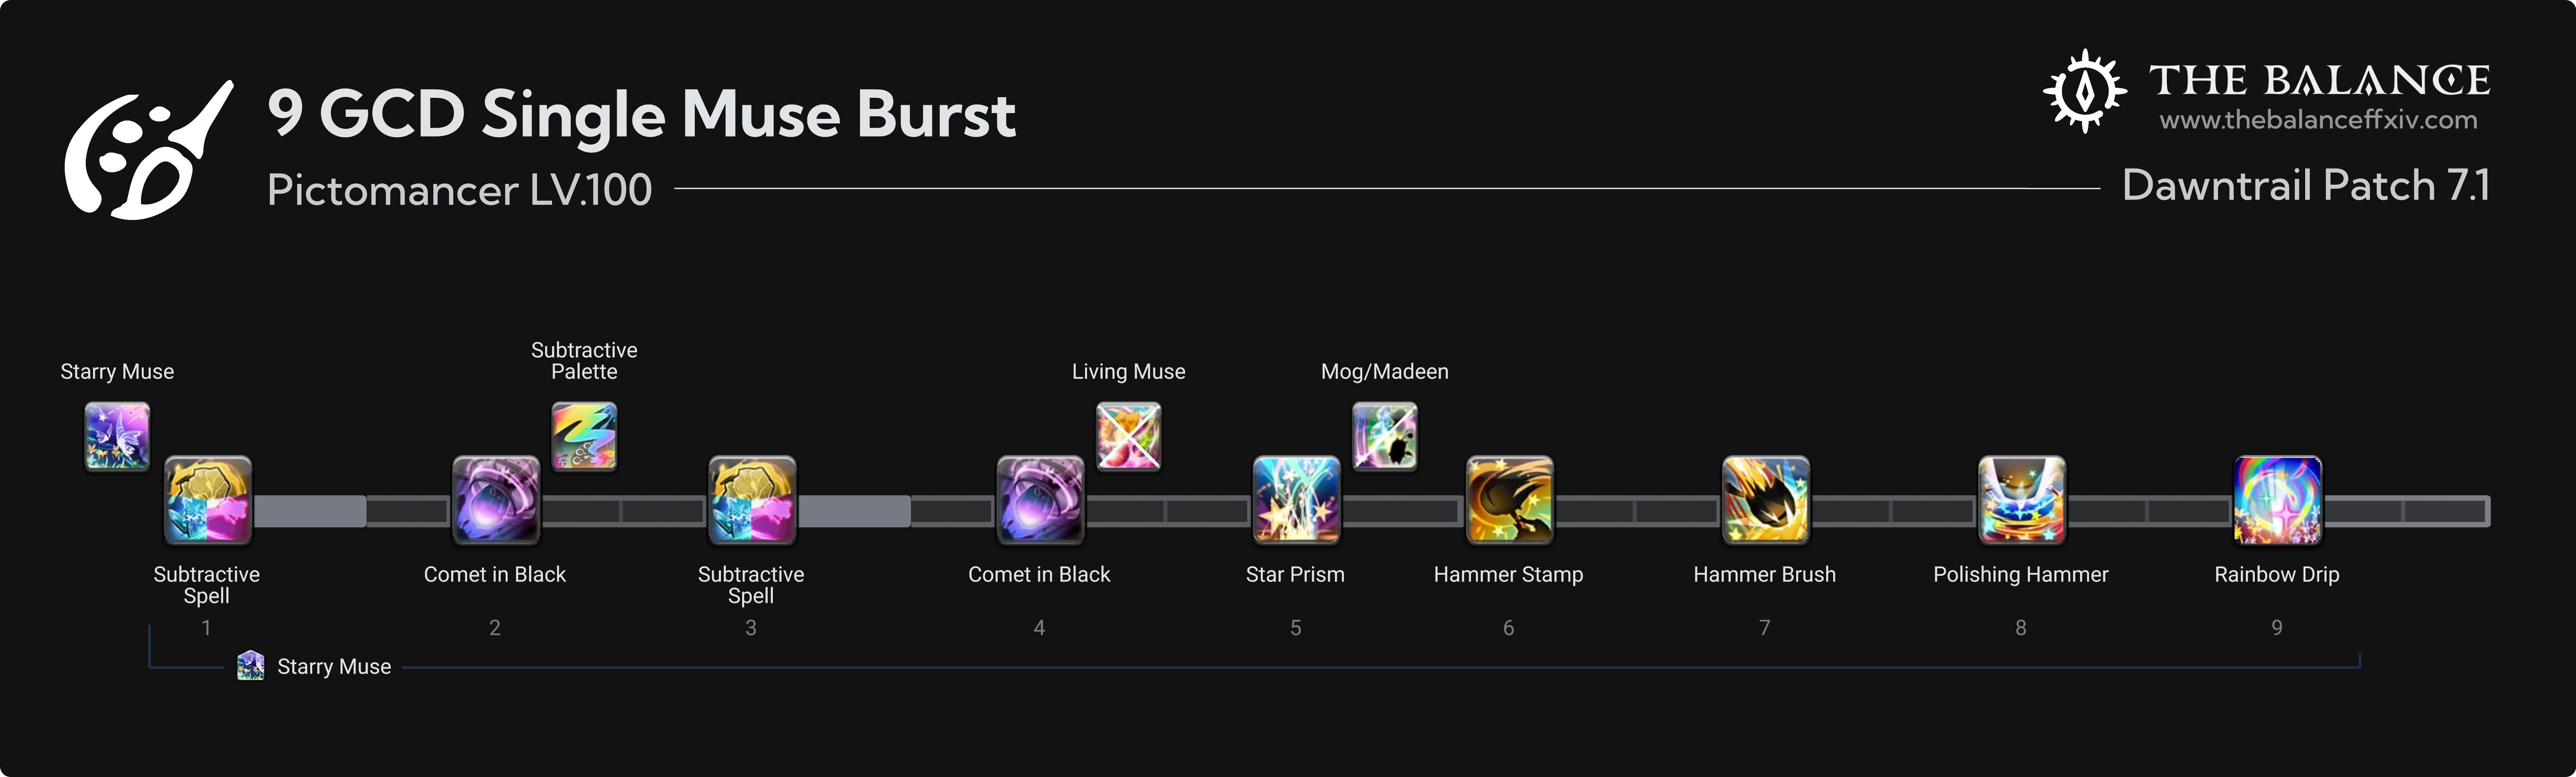 9 GCD Single Muse Burst
Pictomancer LV.100
THE BALANCE
www.thebalanceffxiv.com
Dawntrail Patch 7.1
Starry Muse
Subtractive
Palette
Living Muse
Mog/Madeen
Subtractive
Spell
Comet in Black
Subtractive
Spell
Comet in Black
Star Prism
Hammer Stamp
Hammer Brush
Polishing Hammer
Rainbow Drip
1 2 3 4 5 6 7 8 9
Starry Muse